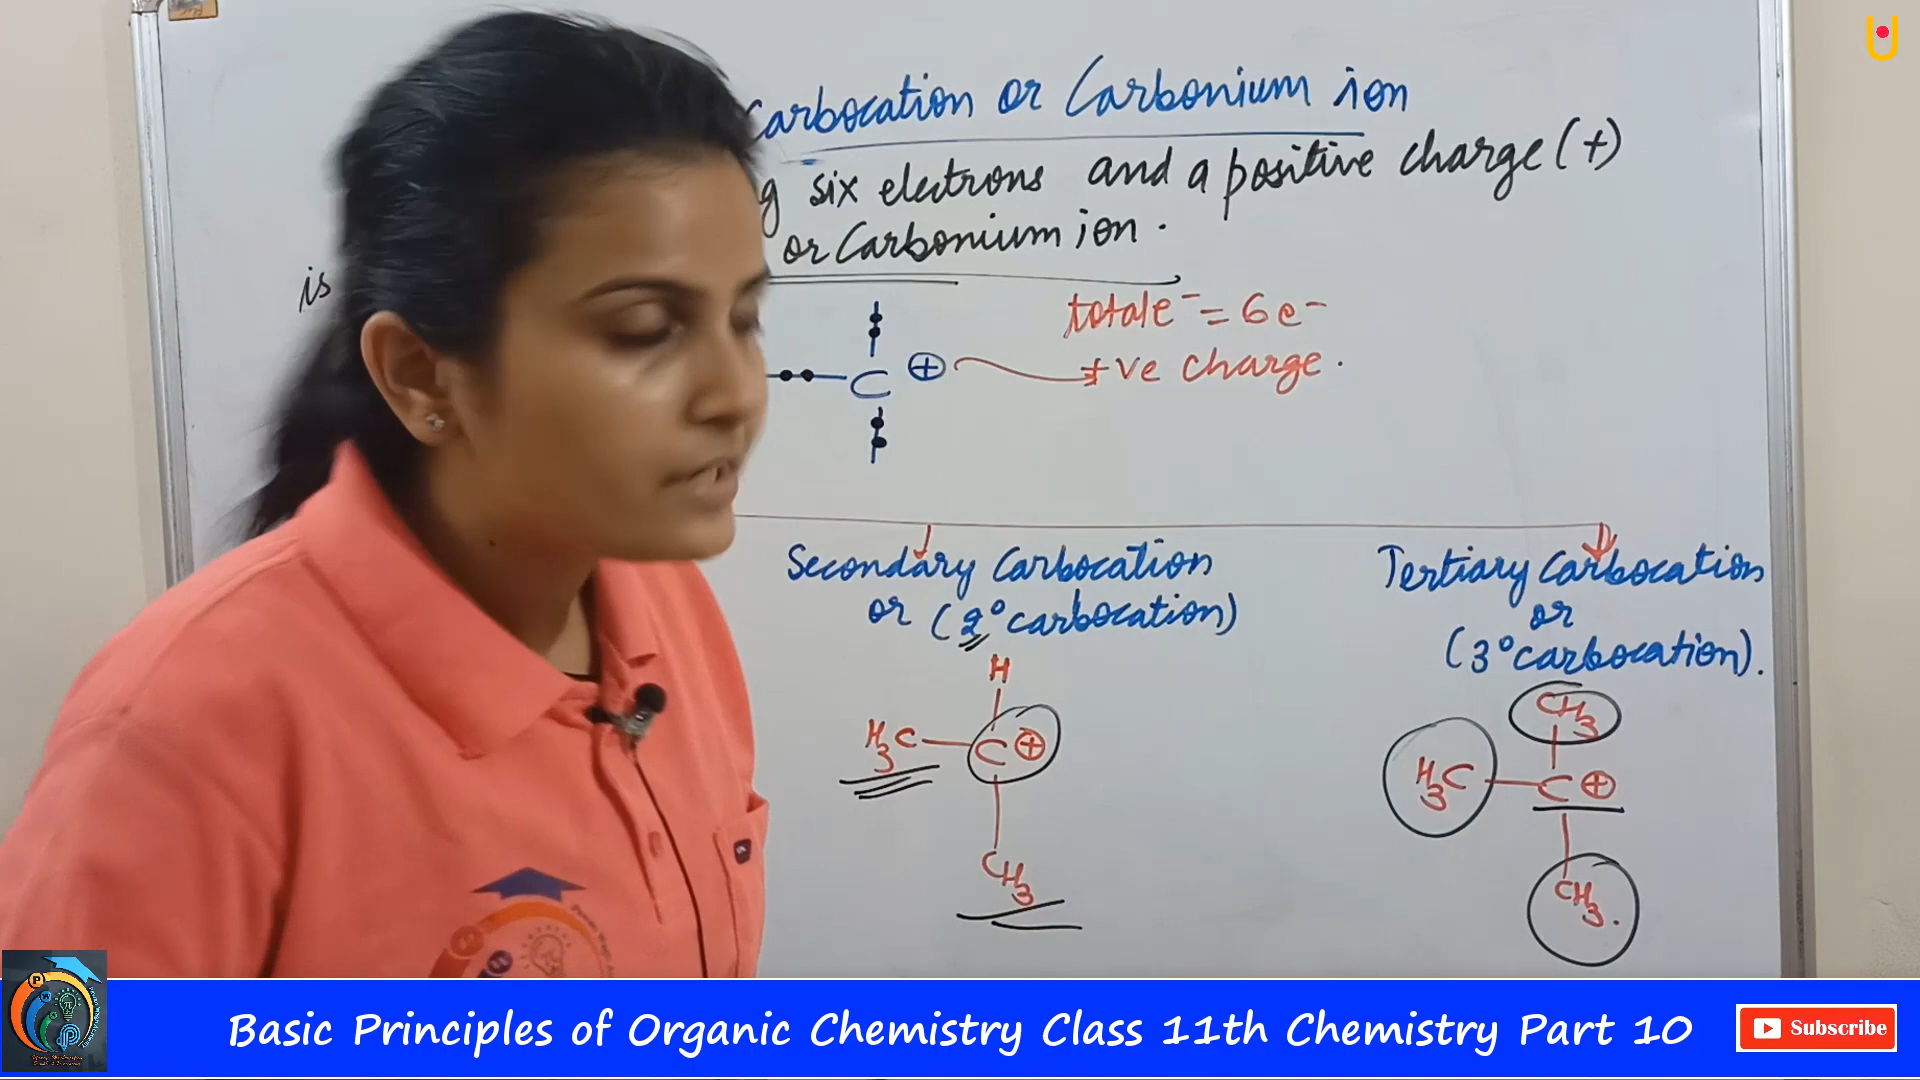 Carbocation or Carbonium ion
six electrons and a positive charge (+)
is or Carbonium ion.
total e⁻ = 6e⁻
C ⊕ +ve charge.
Secondary Carbocation
or (2° carbocation)
Tertiary Carbocation
or
(3° carbocation).
H
H₃C C ⊕
CH₃
CH₃
H₃C C ⊕
CH₃.
Basic Principles of Organic Chemistry Class 11th Chemistry Part 10
Subscribe